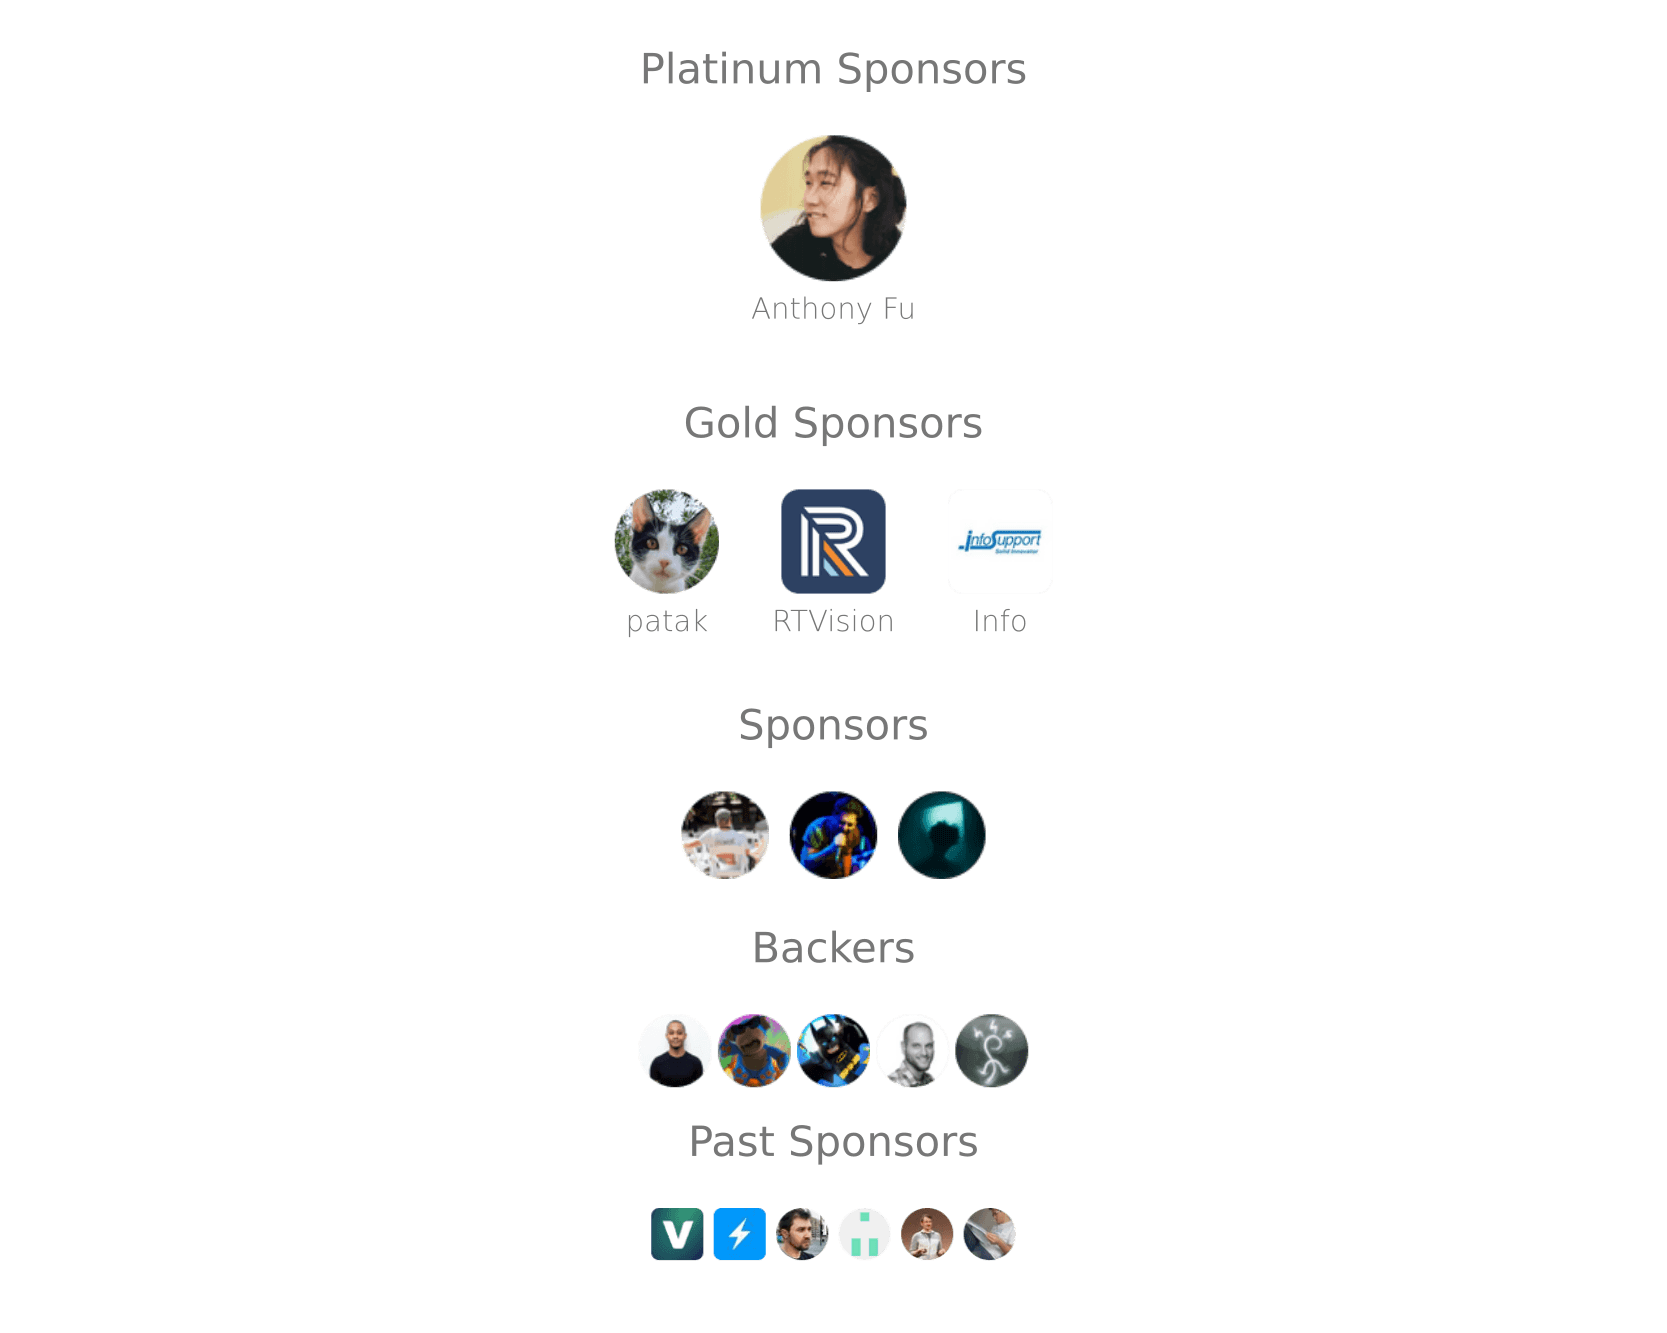 Platinum Sponsors
Anthony Fu
Gold Sponsors
R
infoSupport
Solid Innovator
patak RTVision Info
Sponsors
Backers
Past Sponsors
V